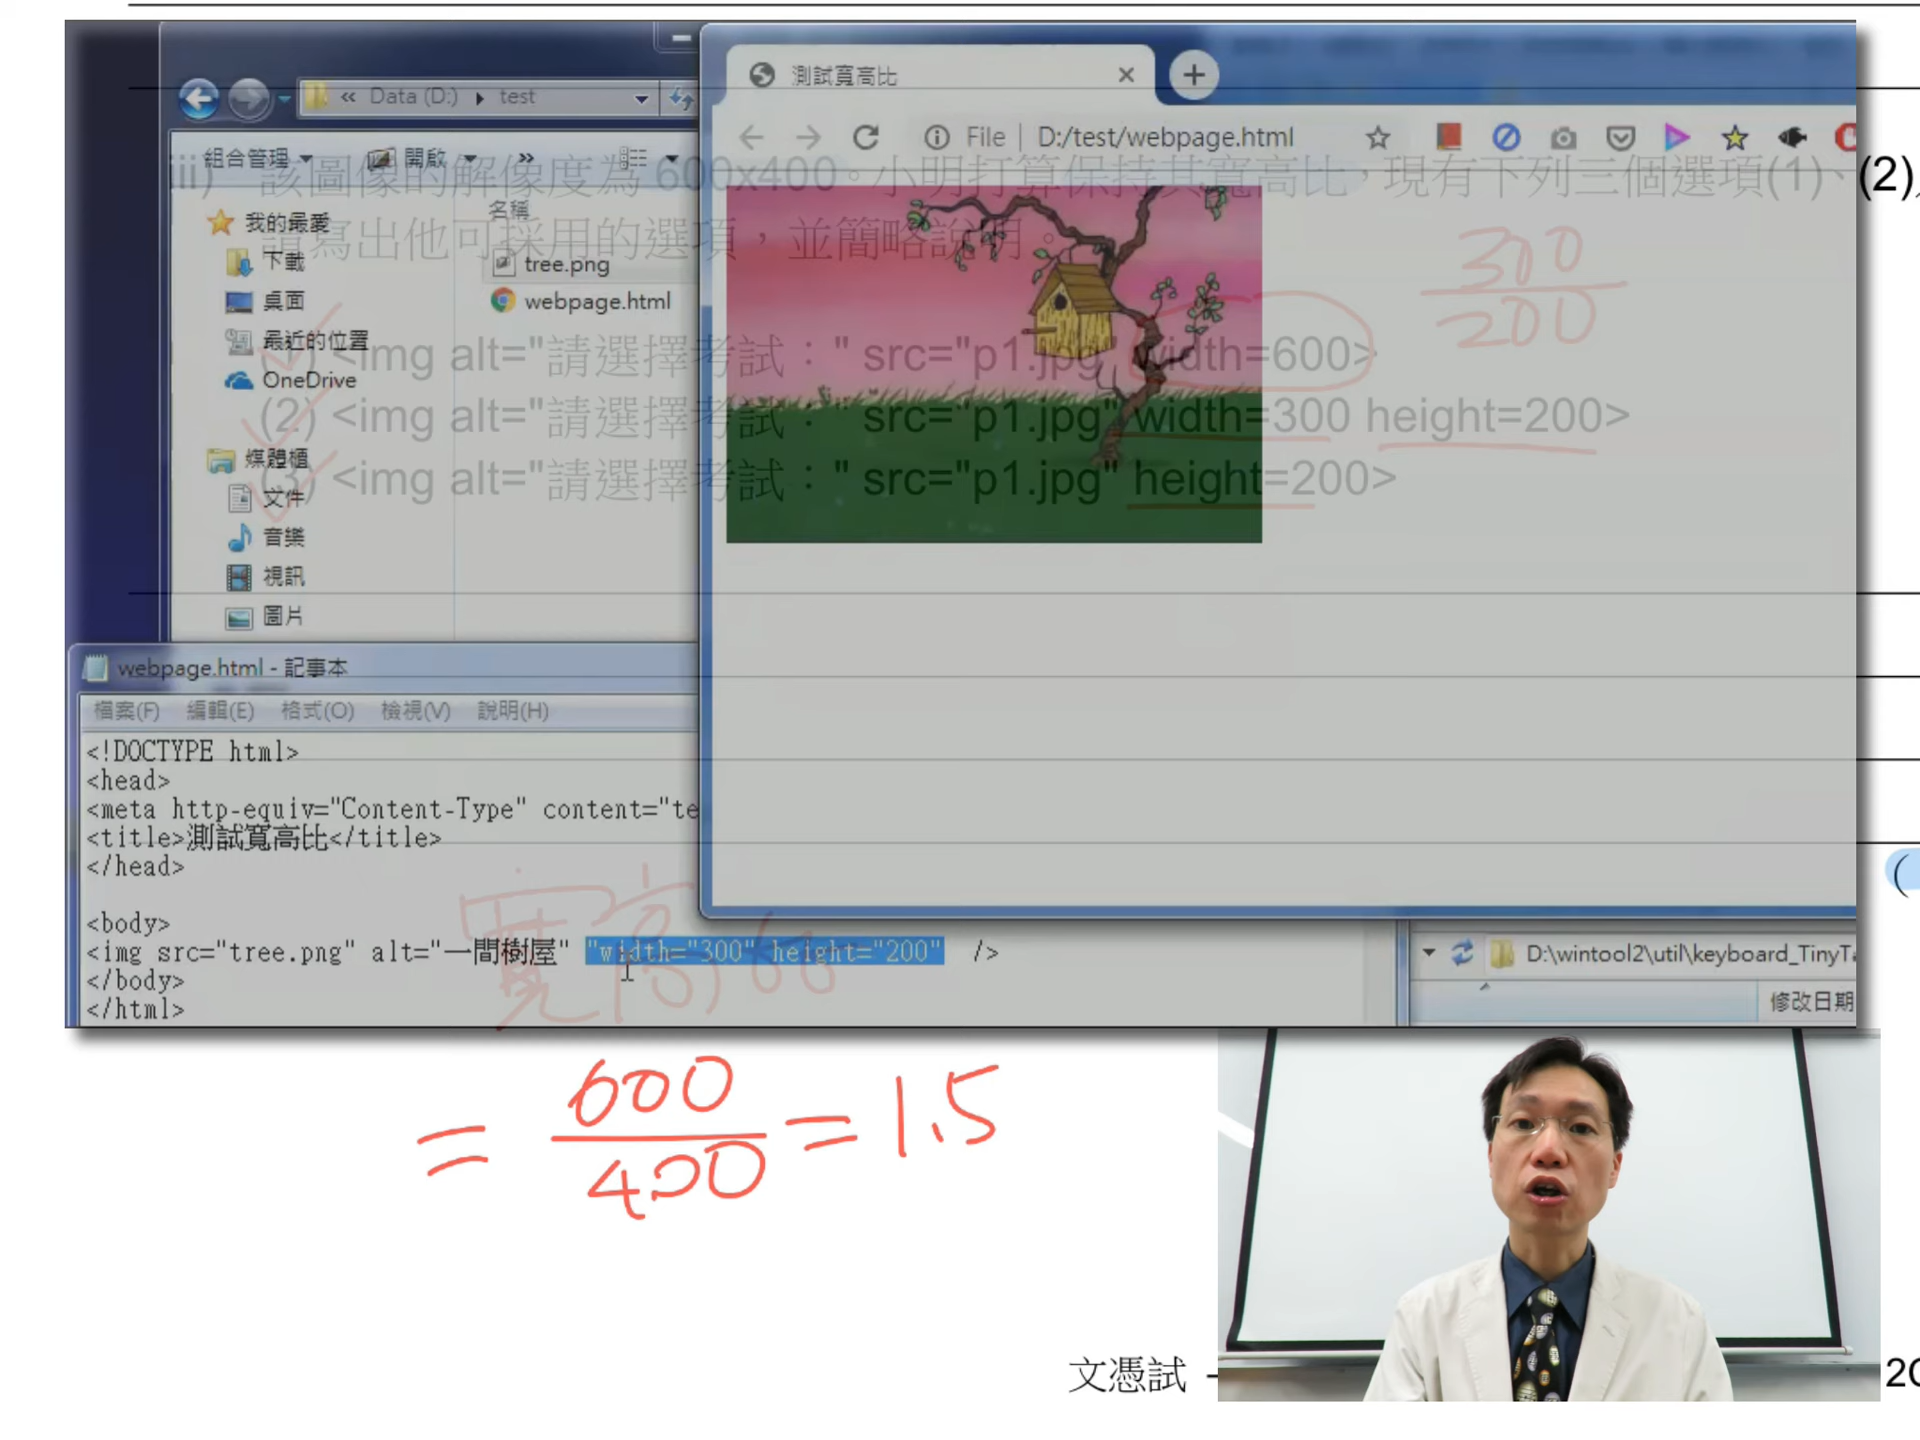 測試寬高比
« Data (D:) ▸ test
File | D:/test/webpage.html
組合管理
開啟
»
iii) 該圖像的解像度為 600x400。小明打算保持其寬高比，現有下列三個選項(1)、(2)
請寫出他可採用的選項，並簡略說明。
名稱
我的最愛
下載
tree.png
桌面
webpage.html
最近的位置
OneDrive
媒體櫃
文件
音樂
視訊
圖片
300
200
<img alt="請選擇考試：" src="p1.jpg" width=600>
(2) <img alt="請選擇考試：" src="p1.jpg" width=300 height=200>
(3) <img alt="請選擇考試：" src="p1.jpg" height=200>
webpage.html - 記事本
檔案(F) 編輯(E) 格式(O) 檢視(V) 說明(H)
<!DOCTYPE html>
<head>
<meta http-equiv="Content-Type" content="te
<title>測試寬高比</title>
</head>
<body>
<img src="tree.png" alt="一間樹屋" "width="300" height="200" />
</body>
</html>
D:\wintool2\util\keyboard_TinyTa
修改日期
寬高比
= 600/400 = 1.5
(
文憑試 -
20